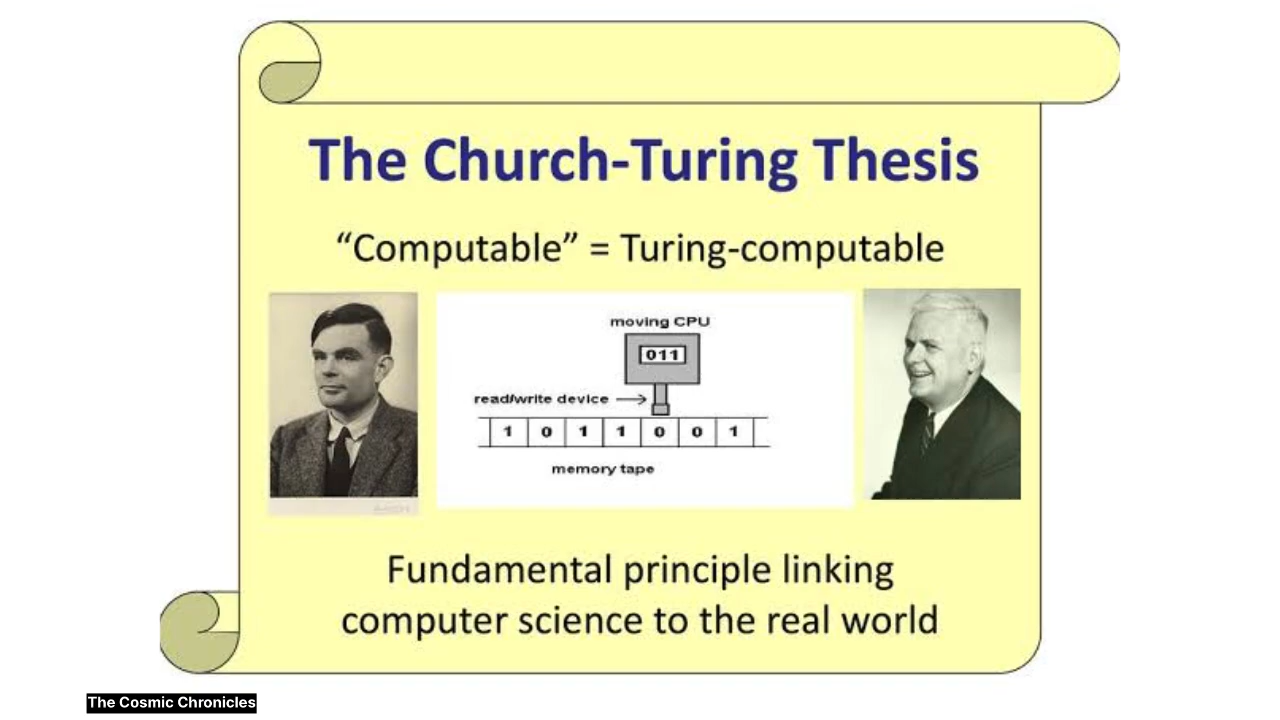 The Church-Turing Thesis
“Computable” = Turing-computable
moving CPU
011
read/write device
1 0 1 1 0 0 1
memory tape
Fundamental principle linking
computer science to the real world
The Cosmic Chronicles